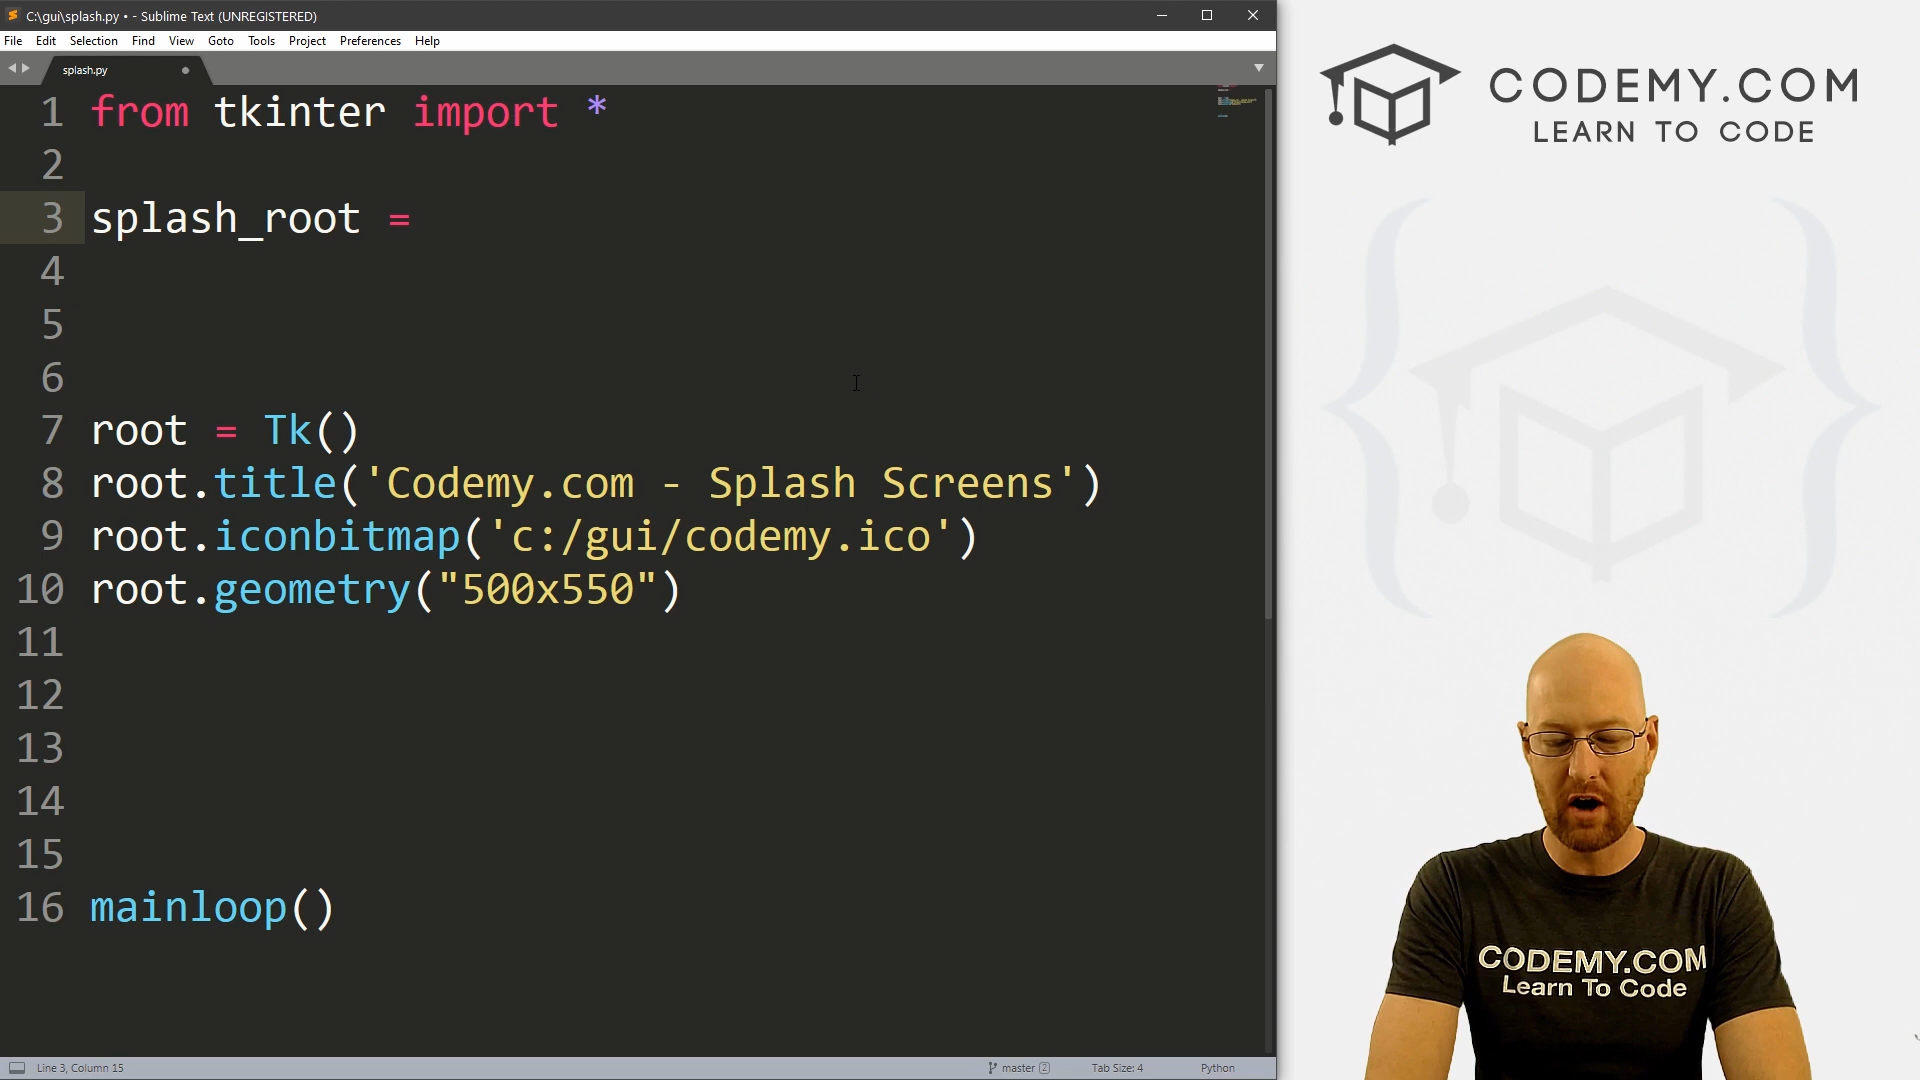 C:\gui\splash.py • - Sublime Text (UNREGISTERED)
File Edit Selection Find View Goto Tools Project Preferences Help
splash.py
1 from tkinter import *
2
3 splash_root =
4
5
6
7 root = Tk()
8 root.title('Codemy.com - Splash Screens')
9 root.iconbitmap('c:/gui/codemy.ico')
10 root.geometry("500x550")
11
12
13
14
15
16 mainloop()
Line 3, Column 15 master 2 Tab Size: 4 Python
CODEMY.COM
LEARN TO CODE
CODEMY.COM
Learn To Code